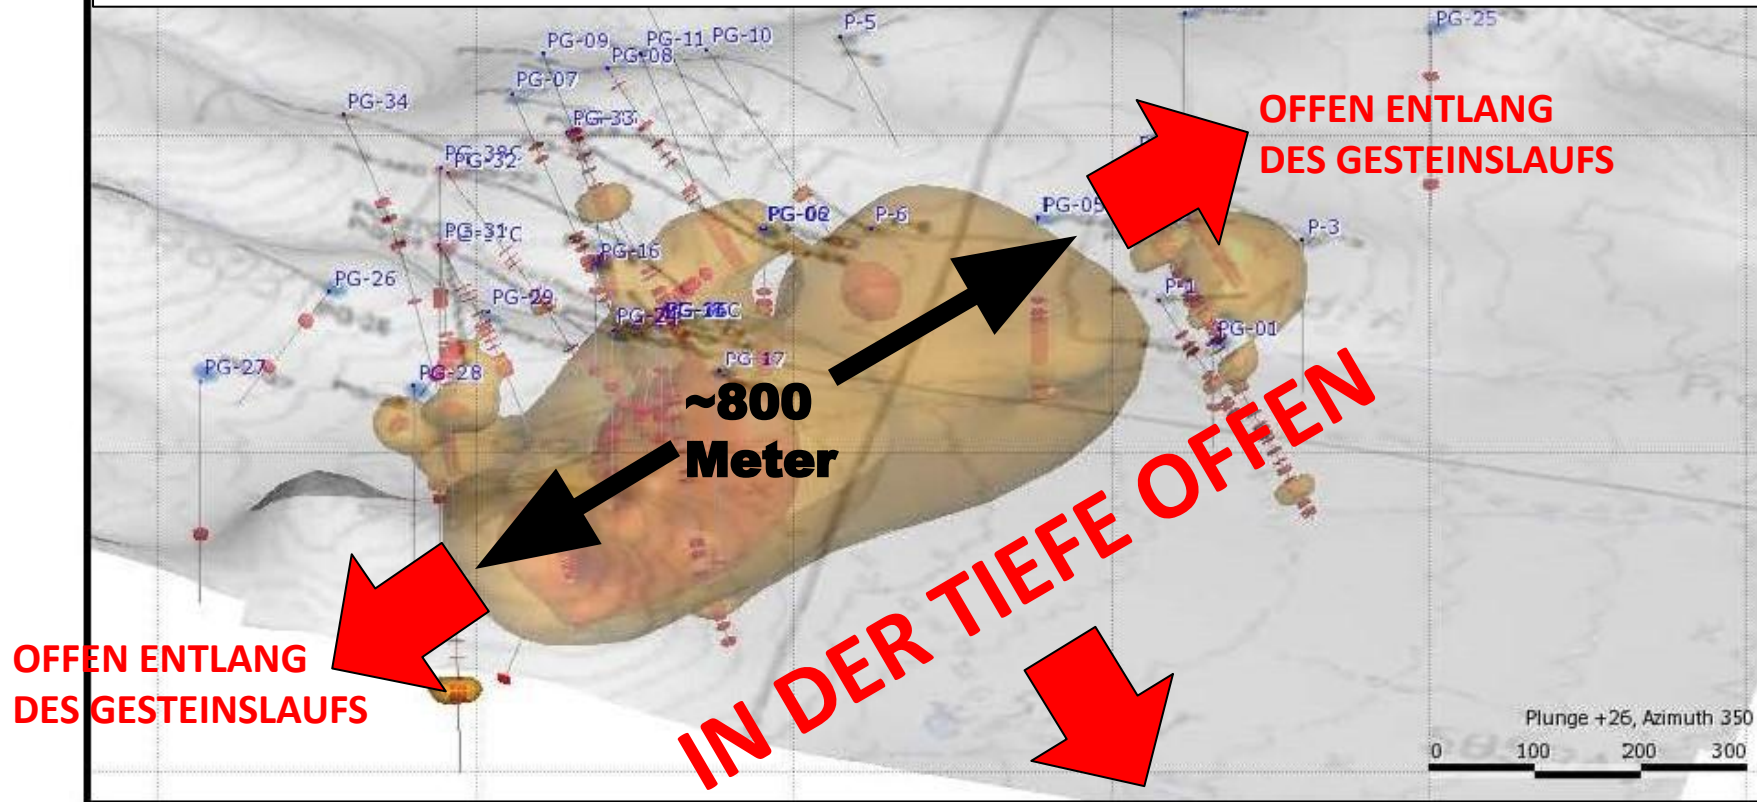 P-5
PG-25
PG-09
PG-11
PG-10
PG-08
PG-07
PG-34
PG-33
OFFEN ENTLANG
DES GESTEINSLAUFS
PG-32
PG-31
PG-16
P-6
PG-05
P-3
PG-26
PG-29
P-1
PG-01
PG-17
PG-27
PG-28
~800
Meter
IN DER TIEFE OFFEN
OFFEN ENTLANG
DES GESTEINSLAUFS
Plunge +26, Azimuth 350
0 100 200 300